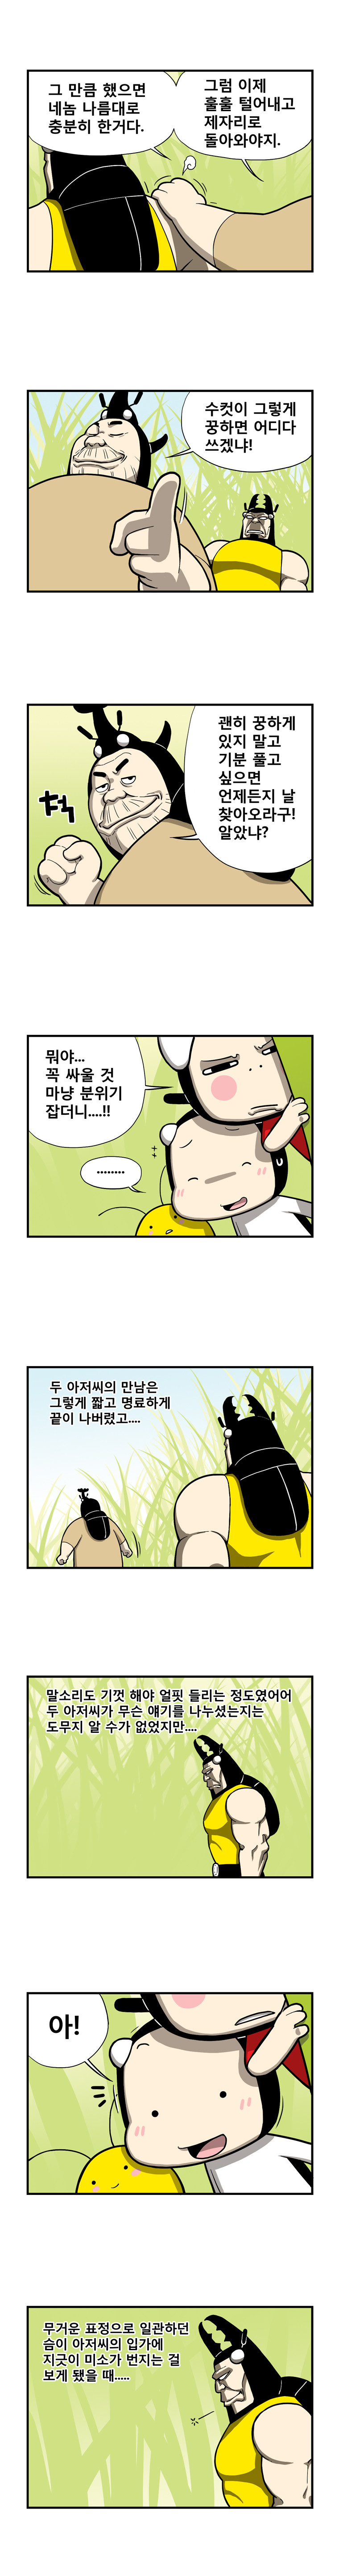 그 만큼 했으면
네놈 나름대로
충분히 한거다.
그럼 이제
훌훌 털어내고
제자리로
돌아와야지.
수컷이 그렇게
꿍하면 어디다
쓰겠냐!
괜히 꿍하게
있지 말고
기분 풀고
싶으면
언제든지 날
찾아오라구!
알았냐?
척
뭐야...
꼭 싸울 것
마냥 분위기
잡더니....!!
........
두 아저씨의 만남은
그렇게 짧고 명료하게
끝이 나버렸고....
말소리도 기껏 해야 얼핏 들리는 정도였어어
두 아저씨가 무슨 얘기를 나누셨는지는
도무지 알 수가 없었지만....
아!
무거운 표정으로 일관하던
슴이 아저씨의 입가에
지긋이 미소가 번지는 걸
보게 됐을 때.....